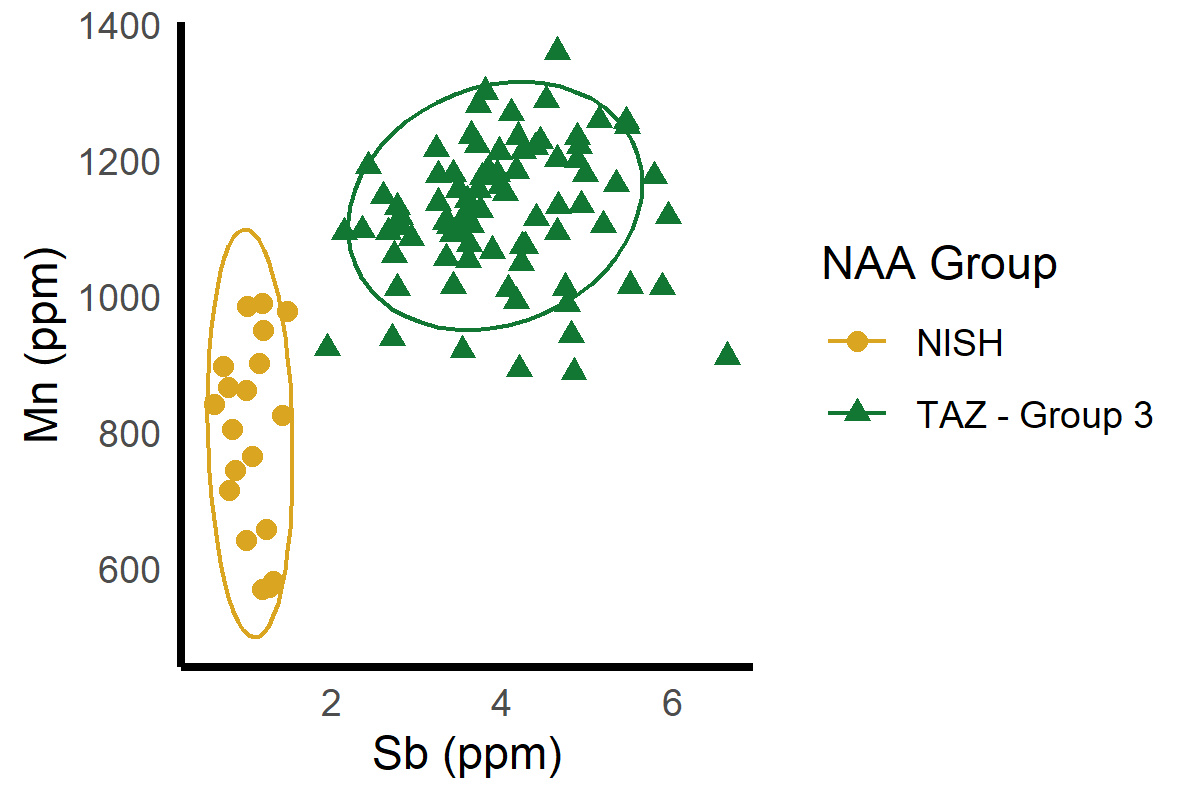 1400
1200
1000
800
600
Mn (ppm)
2 4 6
Sb (ppm)
NAA Group
NISH
TAZ - Group 3